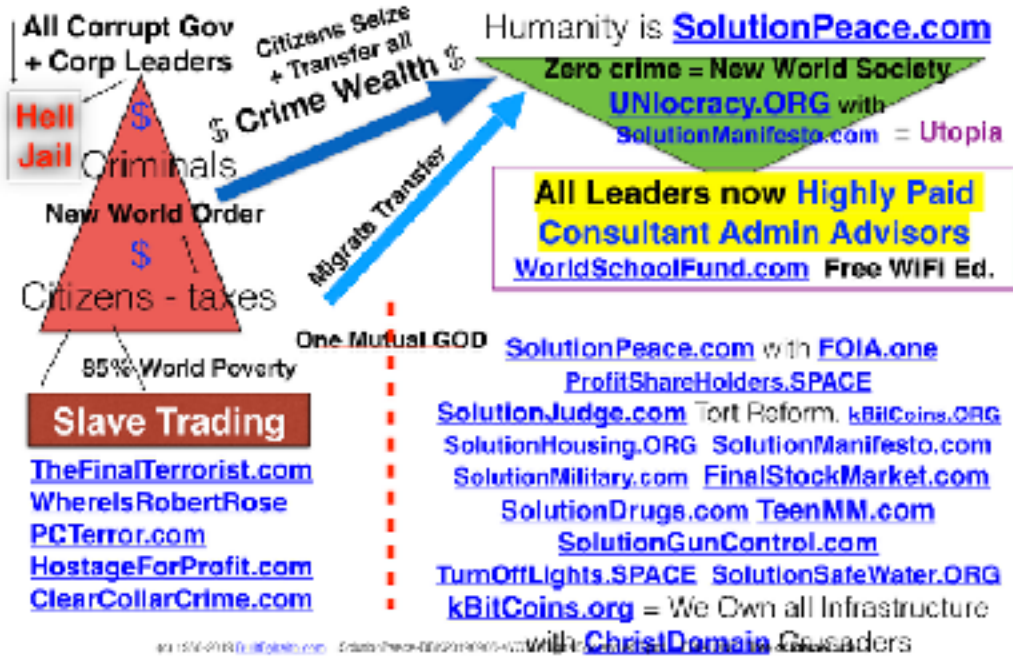 All Corrupt Gov
+ Corp Leaders
Hell
Jail
$
Criminals
New World Order
$
Citizens - taxes
85% World Poverty
Slave Trading
TheFinalTerrorist.com
WhereIsRobertRose
PCTerror.com
HostageForProfit.com
ClearCollarCrime.com
Citizens Seize
+ Transfer all
$ Crime Wealth $
Migrate Transfer
One Mutual GOD
Humanity is SolutionPeace.com
Zero crime = New World Society
UNIocracy.ORG with
SolutionManifesto.com = Utopia
All Leaders now Highly Paid
Consultant Admin Advisors
WorldSchoolFund.com Free WiFi Ed.
SolutionPeace.com with FOIA.one
ProfitShareHolders.SPACE
SolutionJudge.com Tort Reform. kBitCoins.ORG
SolutionHousing.ORG SolutionManifesto.com
SolutionMilitary.com FinalStockMarket.com
SolutionDrugs.com TeenMM.com
SolutionGunControl.com
TurnOffLights.SPACE SolutionSafeWater.ORG
kBitCoins.org = We Own all Infrastructure
with ChristDomain Crusaders